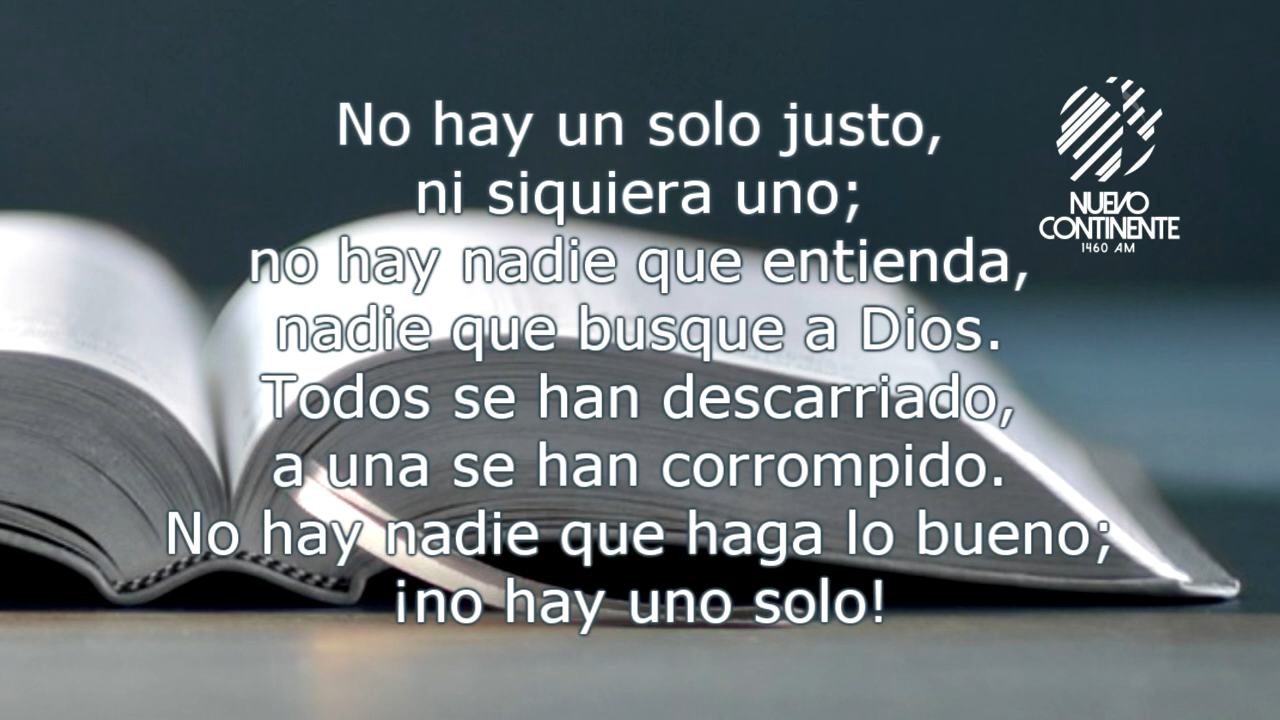 No hay un solo justo,
ni siquiera uno;
no hay nadie que entienda,
nadie que busque a Dios.
Todos se han descarriado,
a una se han corrompido.
No hay nadie que haga lo bueno;
¡no hay uno solo!
NUEVO
CONTINENTE
1460 AM